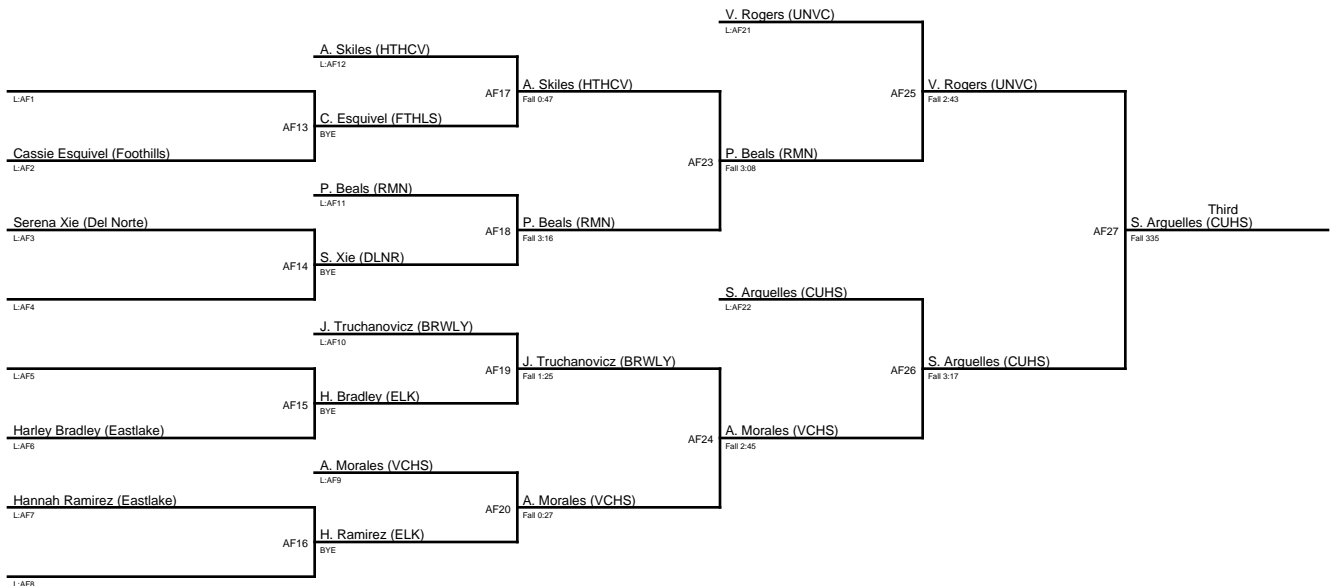 V. Rogers (UNVC)
L:AF21
A. Skiles (HTHCV)
L:AF12
AF17
A. Skiles (HTHCV)
Fall 0:47
AF25
V. Rogers (UNVC)
Fall 2:43
L:AF1
AF13
C. Esquivel (FTHLS)
BYE
Cassie Esquivel (Foothills)
L:AF2
AF23
P. Beals (RMN)
Fall 3:08
P. Beals (RMN)
L:AF11
Serena Xie (Del Norte)
L:AF3
AF18
P. Beals (RMN)
Fall 3:16
AF27
Third
S. Arguelles (CUHS)
Fall 335
AF14
S. Xie (DLNR)
BYE
L:AF4
S. Arguelles (CUHS)
L:AF22
J. Truchanovicz (BRWLY)
L:AF10
L:AF5
AF19
J. Truchanovicz (BRWLY)
Fall 1:25
AF26
S. Arguelles (CUHS)
Fall 3:17
AF15
H. Bradley (ELK)
BYE
Harley Bradley (Eastlake)
L:AF6
AF24
A. Morales (VCHS)
Fall 2:45
A. Morales (VCHS)
L:AF9
Hannah Ramirez (Eastlake)
L:AF7
AF20
A. Morales (VCHS)
Fall 0:27
AF16
H. Ramirez (ELK)
BYE
L:AF8